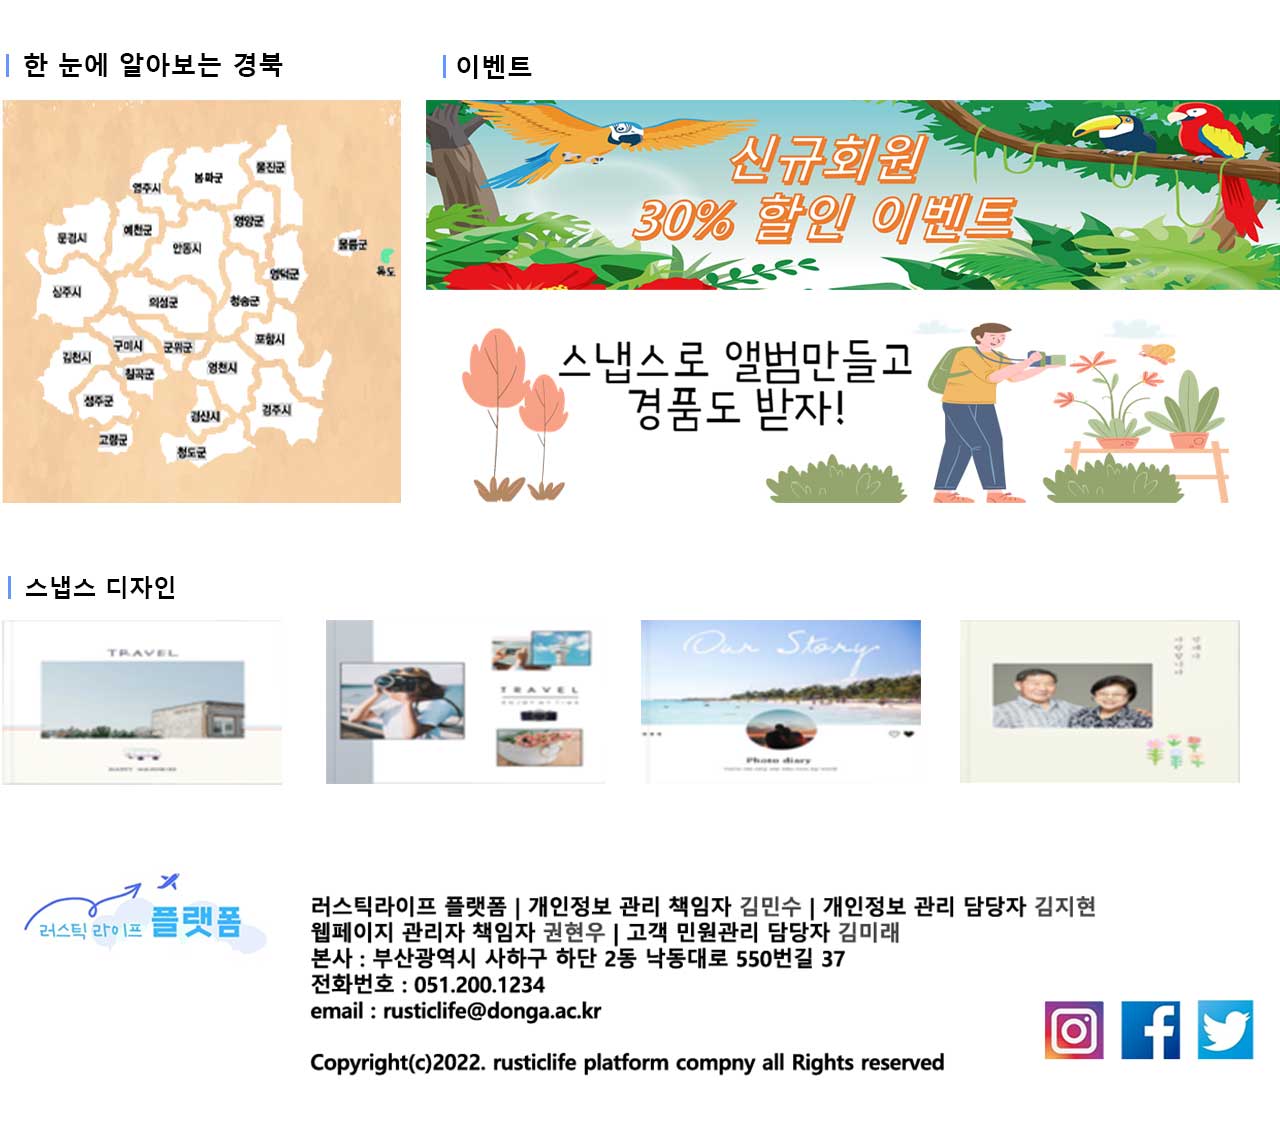 한 눈에 알아보는 경북
이벤트
울진군
봉화군
영주시
영양군
예천군
문경시
안동시
울릉군
독도
영덕군
상주시
의성군
청송군
포항시
구미시
군위군
김천시
영천시
칠곡군
성주군
경산시
경주시
고령군
청도군
신규회원
30% 할인 이벤트
스냅스로 앨범만들고
경품도 받자!
스냅스 디자인
TRAVEL
TRAVEL
ENJOY MY TIME
Our Story
Photo diary
러스틱 라이프 플랫폼
러스틱라이프 플랫폼 | 개인정보 관리 책임자 김민수 | 개인정보 관리 담당자 김지현
웹페이지 관리자 책임자 권현우 | 고객 민원관리 담당자 김미래
본사 : 부산광역시 사하구 하단 2동 낙동대로 550번길 37
전화번호 : 051.200.1234
email : rusticlife@donga.ac.kr
Copyright(c)2022. rusticlife platform compny all Rights reserved